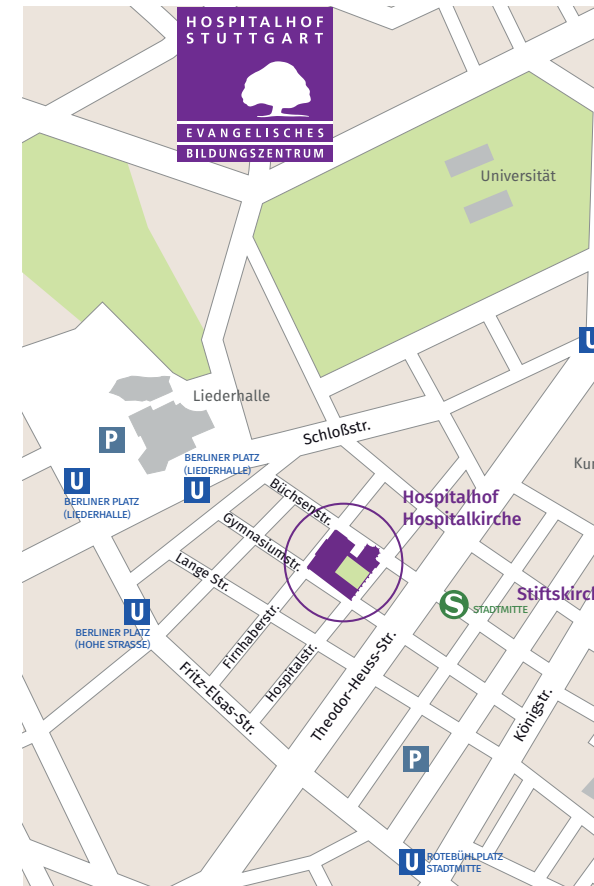 HOSPITALHOF
STUTTGART
EVANGELISCHES
BILDUNGSZENTRUM
Universität
U
Liederhalle
Schloßstr.
P
BERLINER PLATZ
(LIEDERHALLE)
U
U
BERLINER PLATZ
(LIEDERHALLE)
Kur
Büchsenstr.
Hospitalhof
Hospitalkirche
Gymnasiumstr.
Lange Str.
S
STADTMITTE
Stiftskirch
U
BERLINER PLATZ
(HOHE STRASSE)
Firnhaberstr.
Hospitalstr.
Fritz-Elsas-Str.
Theodor-Heuss-Str.
Königstr.
P
U
ROTEBÜHLPLATZ
STADTMITTE